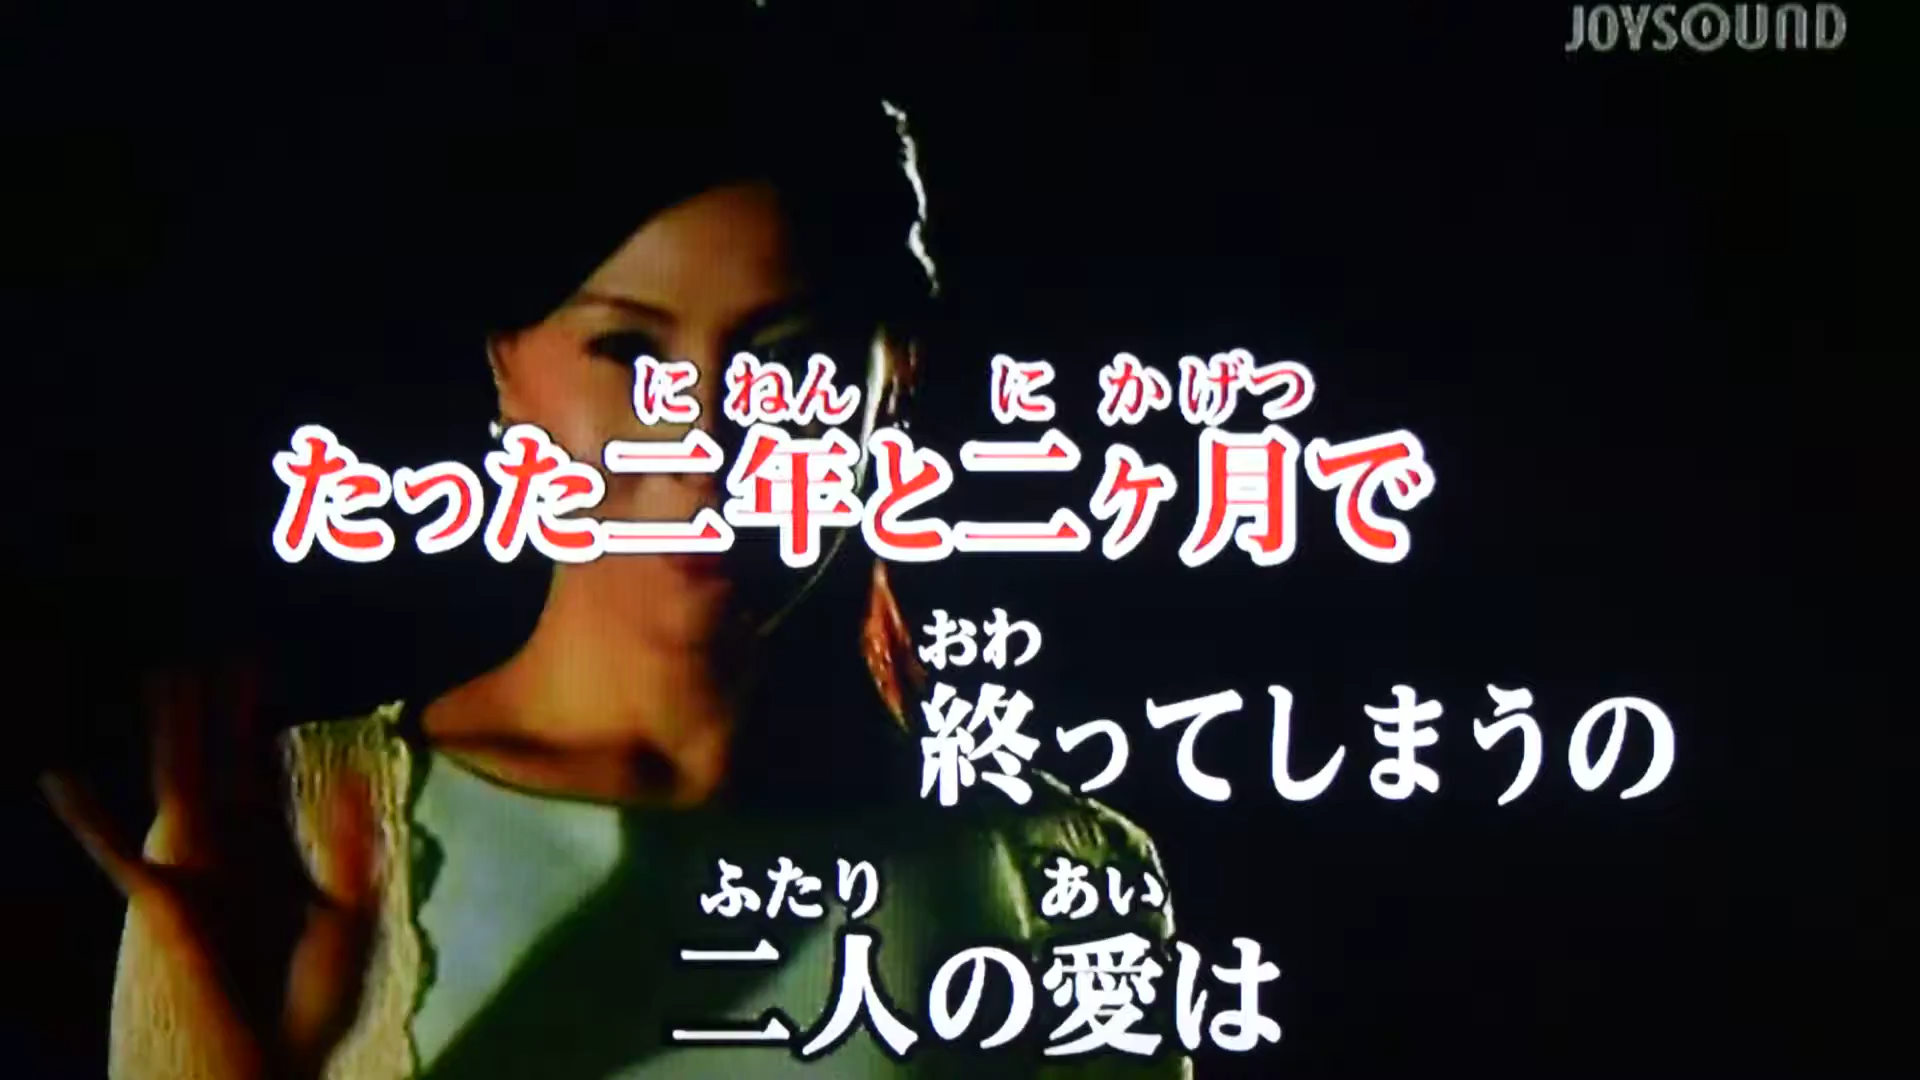 JOYSOUND
に ねん に か げつ
たった二年と二ヶ月で
おわ
終ってしまうの
ふたり あい
二人の愛は